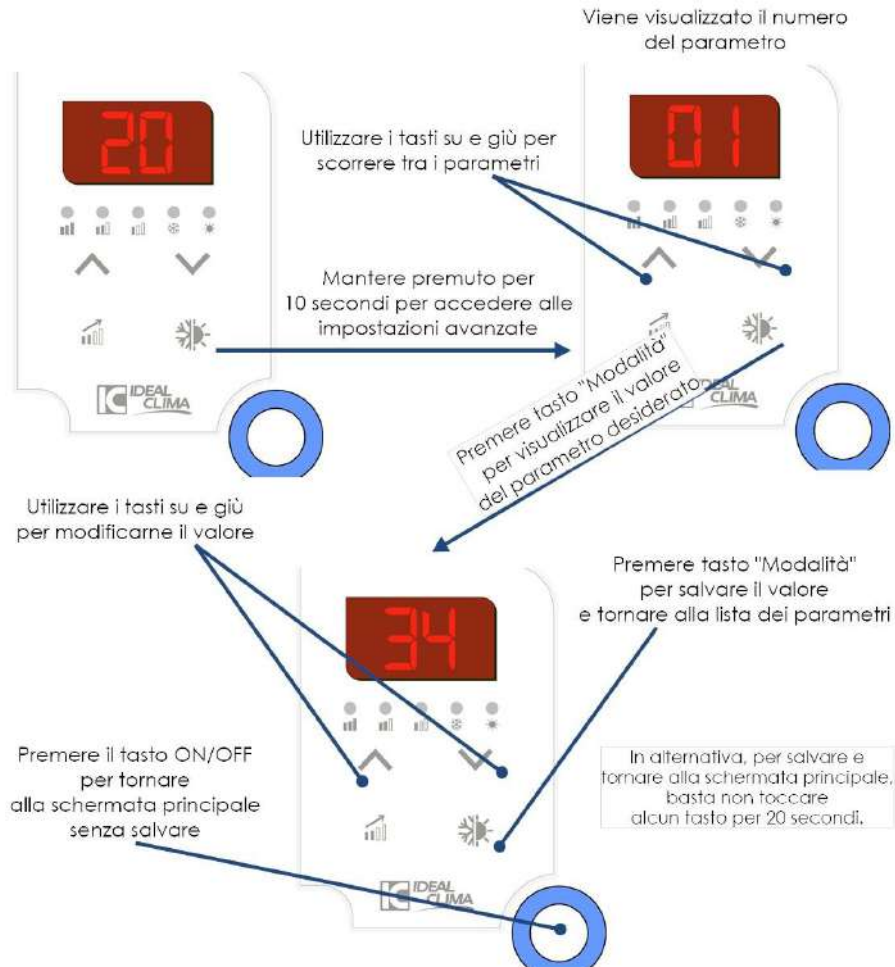 Viene visualizzato il numero
del parametro
20
01
Utilizzare i tasti su e giù per
scorrere tra i parametri
Mantere premuto per
10 secondi per accedere alle
impostazioni avanzate
IDEAL
CLIMA
IDEAL
CLIMA
Premere tasto "Modalità"
per visualizzare il valore
del parametro desiderato
Utilizzare i tasti su e giù
per modificarne il valore
Premere tasto "Modalità"
per salvare il valore
e tornare alla lista dei parametri
34
Premere il tasto ON/OFF
per tornare
alla schermata principale
senza salvare
In alternativa, per salvare e
tornare alla schermata principale,
basta non toccare
alcun tasto per 20 secondi.
IDEAL
CLIMA